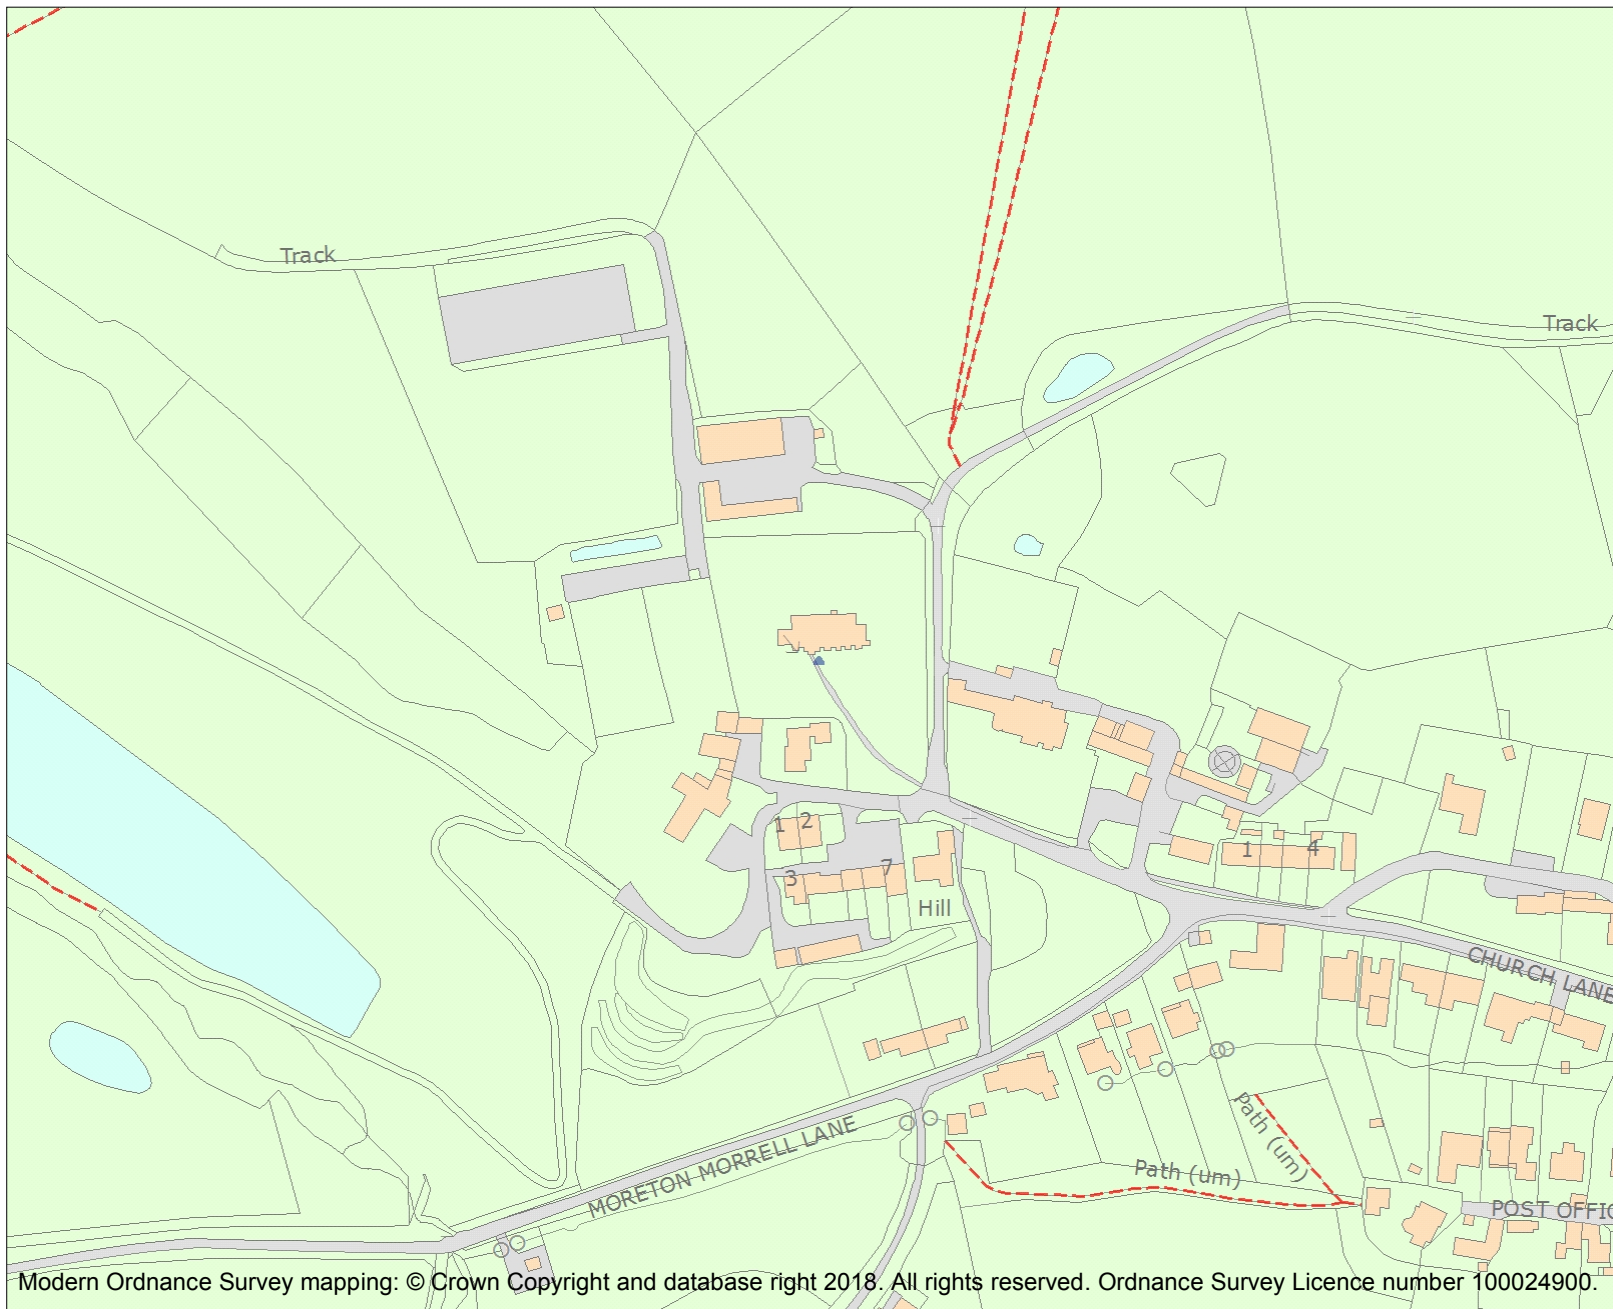 Track
Track
1 2
1 4
3 7
Hill
CHURCH LANE
Path (um)
MORETON MORRELL LANE
Path (um)
POST OFFIC
Modern Ordnance Survey mapping: © Crown Copyright and database right 2018. All rights reserved. Ordnance Survey Licence number 100024900.